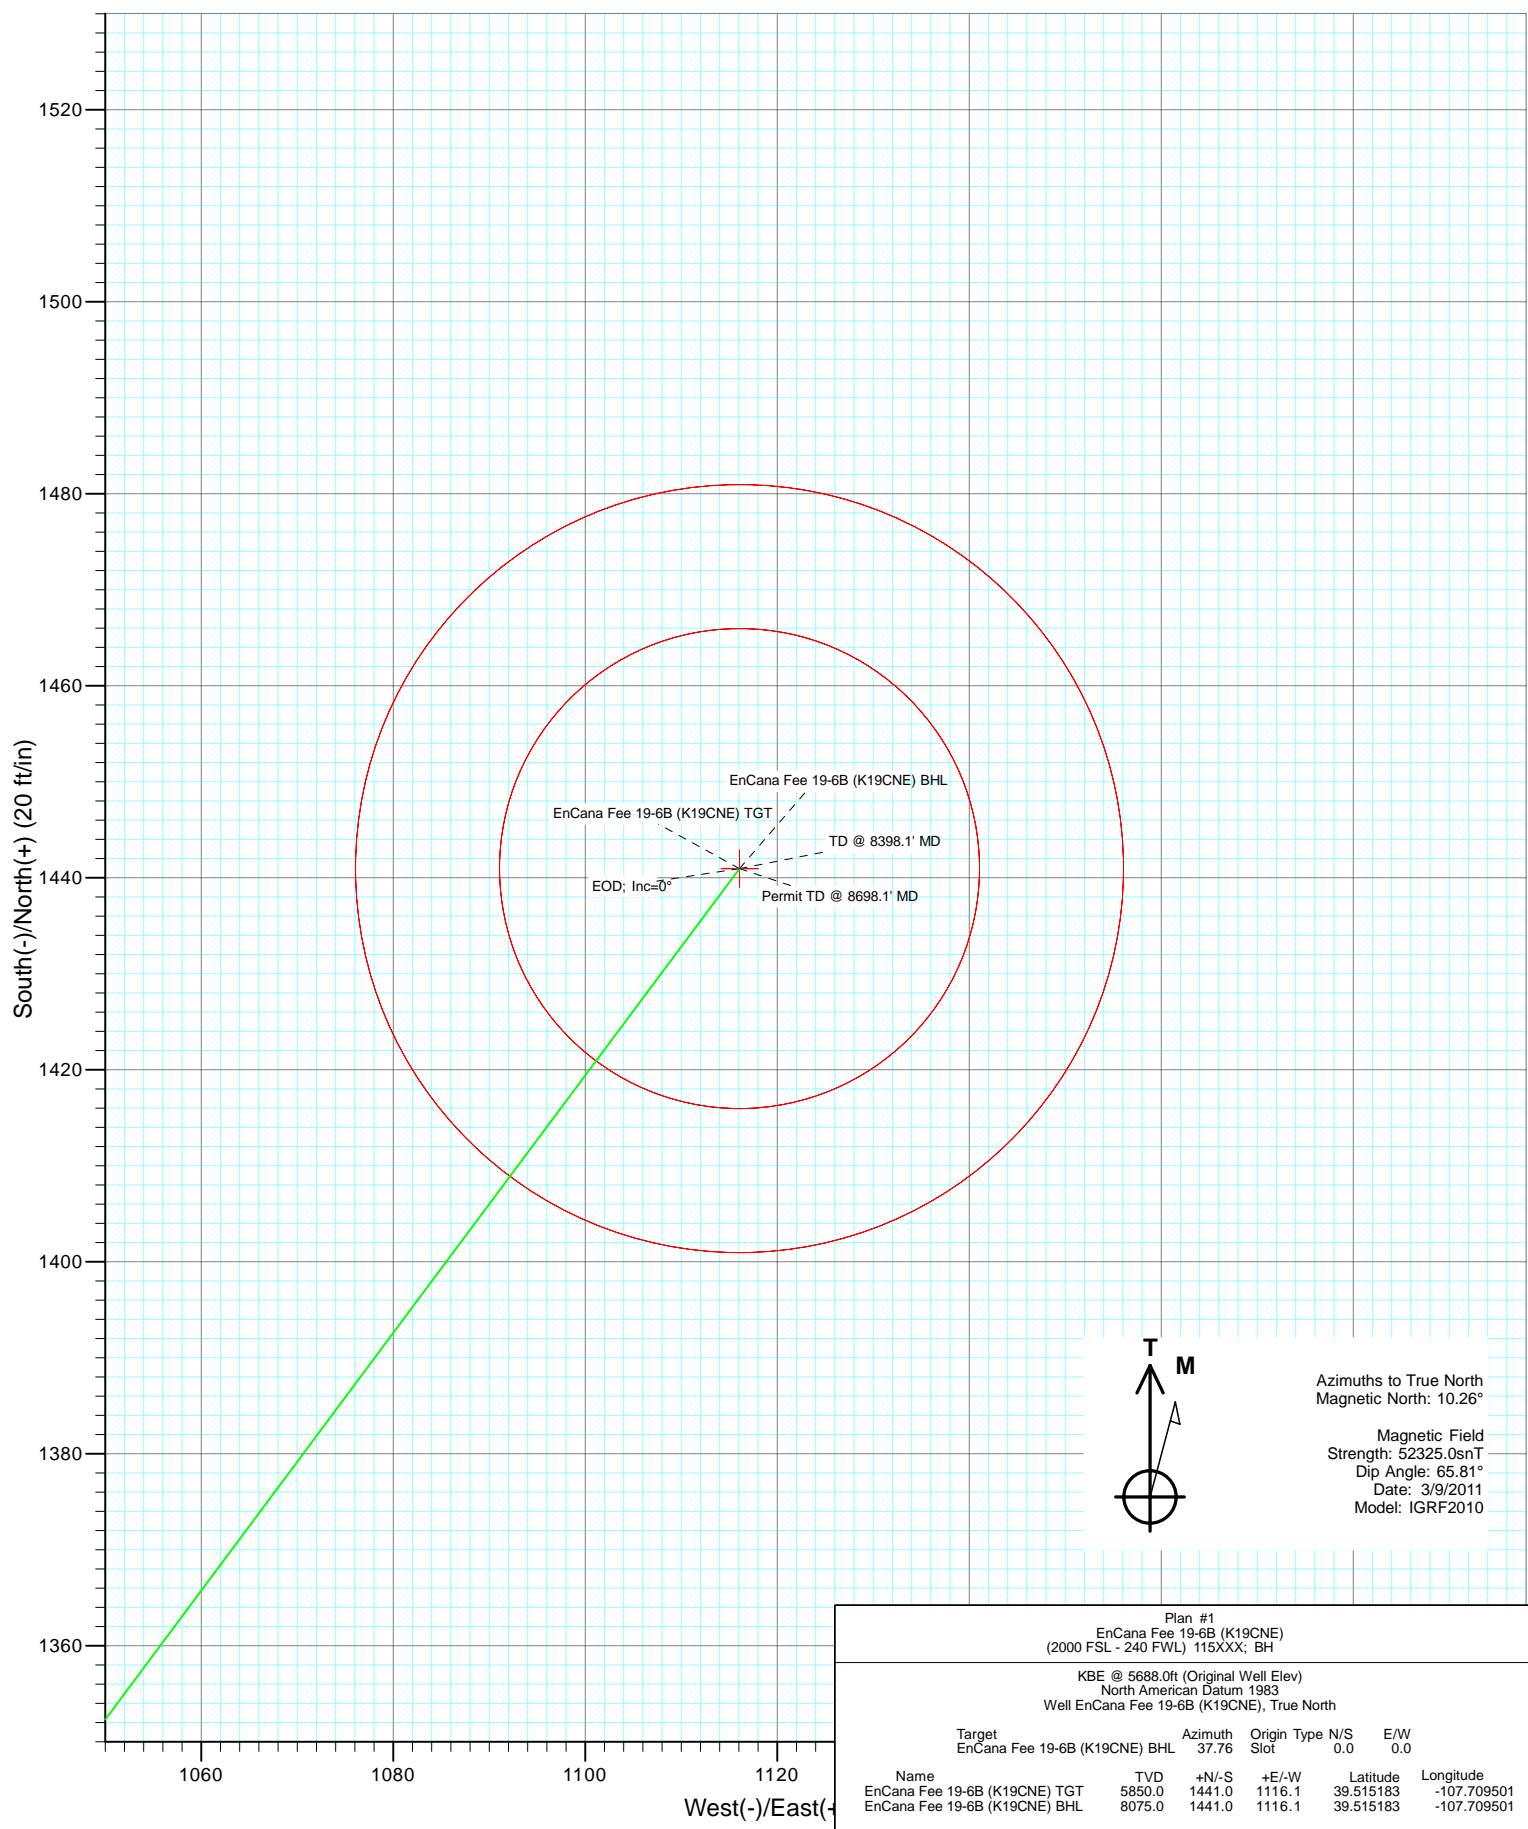 1520
1500
1480
1460
1440
1420
1400
1380
1360
South(-)/North(+) (20 ft/in)
EnCana Fee 19-6B (K19CNE) BHL
EnCana Fee 19-6B (K19CNE) TGT
TD @ 8398.1' MD
EOD; Inc=0°
Permit TD @ 8698.1' MD
T
M
Azimuths to True North
Magnetic North: 10.26°
Magnetic Field
Strength: 52325.0snT
Dip Angle: 65.81°
Date: 3/9/2011
Model: IGRF2010
1060 1080 1100 1120
West(-)/East(+
Plan #1
EnCana Fee 19-6B (K19CNE)
(2000 FSL - 240 FWL) 115XXX; BH
KBE @ 5688.0ft (Original Well Elev)
North American Datum 1983
Well EnCana Fee 19-6B (K19CNE), True North
Target Azimuth Origin Type N/S E/W
EnCana Fee 19-6B (K19CNE) BHL 37.76 Slot 0.0 0.0
Name TVD +N/-S +E/-W Latitude Longitude
EnCana Fee 19-6B (K19CNE) TGT 5850.0 1441.0 1116.1 39.515183 -107.709501
EnCana Fee 19-6B (K19CNE) BHL 8075.0 1441.0 1116.1 39.515183 -107.709501